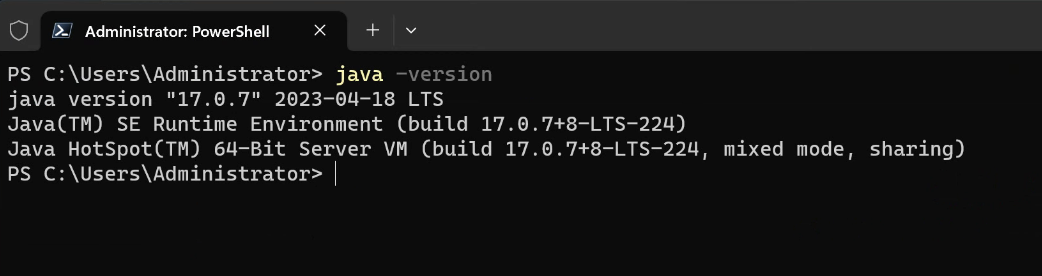 Administrator: PowerShell
PS C:\Users\Administrator> java -version
java version "17.0.7" 2023-04-18 LTS
Java(TM) SE Runtime Environment (build 17.0.7+8-LTS-224)
Java HotSpot(TM) 64-Bit Server VM (build 17.0.7+8-LTS-224, mixed mode, sharing)
PS C:\Users\Administrator>